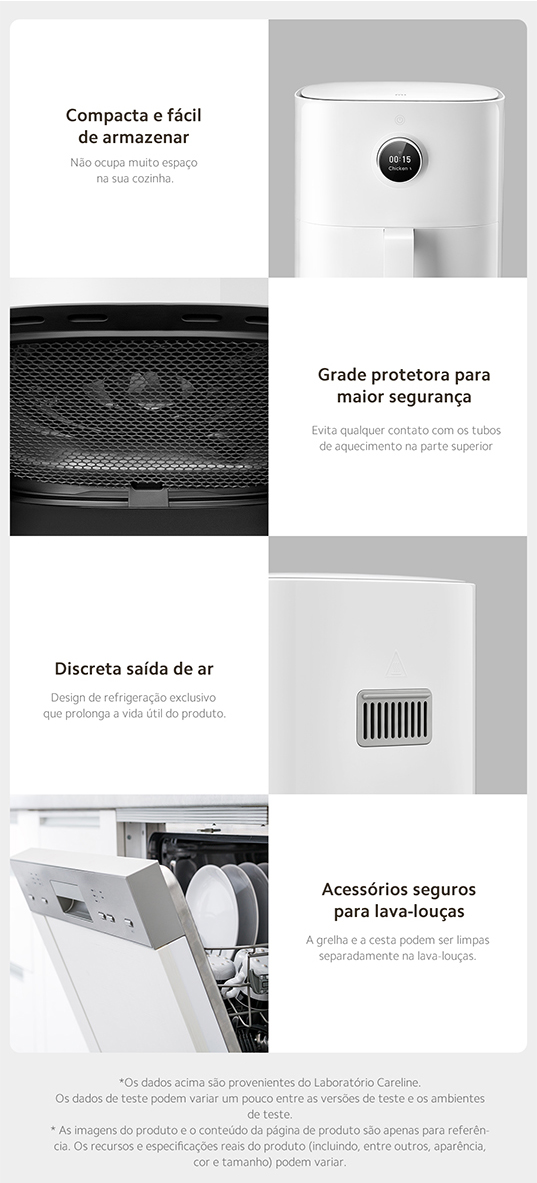 Compacta e fácil
de armazenar
Não ocupa muito espaço
na sua cozinha.
00:15
Chicken
Grade protetora para
maior segurança
Evita qualquer contato com os tubos
de aquecimento na parte superior
Discreta saída de ar
Design de refrigeração exclusivo
que prolonga a vida útil do produto.
Acessórios seguros
para lava-louças
A grelha e a cesta podem ser limpas
separadamente na lava-louças.
*Os dados acima são provenientes do Laboratório Careline.
Os dados de teste podem variar um pouco entre as versões de teste e os ambientes
de teste.
* As imagens do produto e o conteúdo da página de produto são apenas para referên-
cia. Os recursos e especificações reais do produto (incluindo, entre outros, aparência,
cor e tamanho) podem variar.